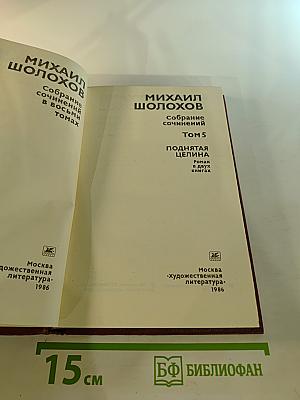 МИХАИЛ
ШОЛОХОВ
Собрание
сочинений
в восьми
томах
Москва
дожественная
литература»
1986
МИХАИЛ
ШОЛОХОВ
Собрание
сочинений
Том 5
ПОДНЯТАЯ
ЦЕЛИНА
Роман
в двух
книгах
Москва
«Художественная
литература»
1986
15 см
БФ БИБЛИОФАН